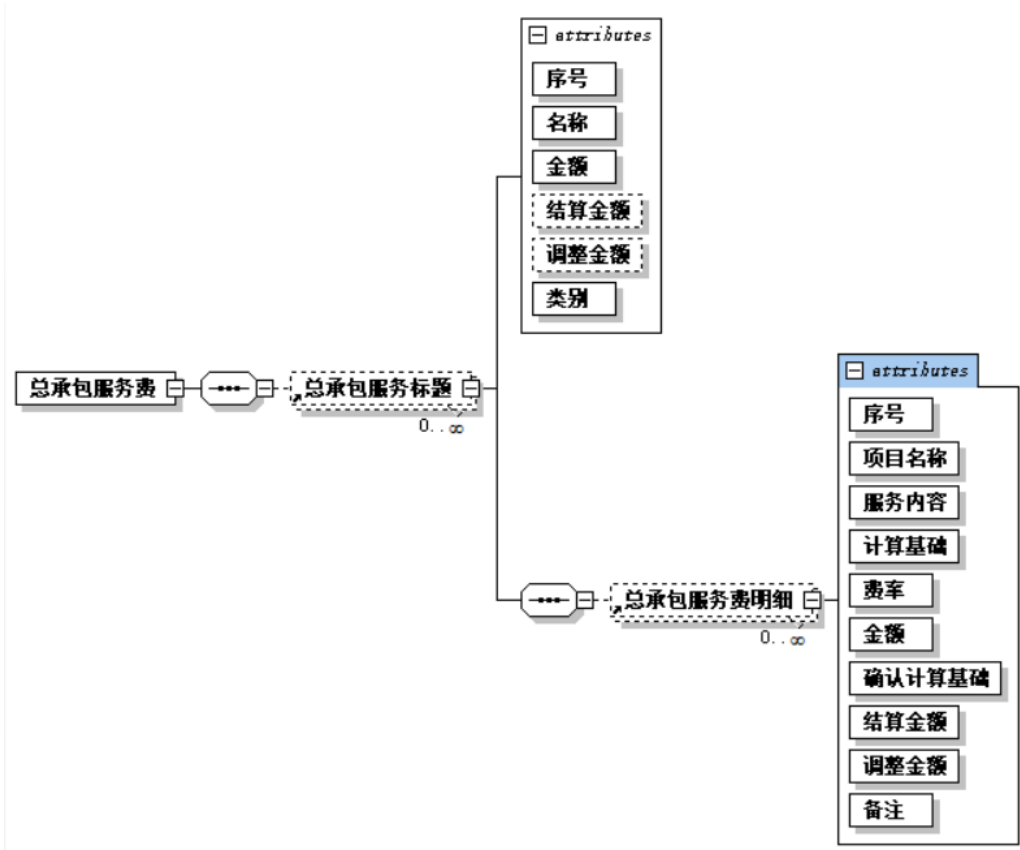 attributes
序号
名称
金额
结算金额
调整金额
类别
总承包服务费
总承包服务标题
0..∞
attributes
序号
项目名称
服务内容
计算基础
费率
金额
确认计算基础
结算金额
调整金额
备注
总承包服务费明细
0..∞